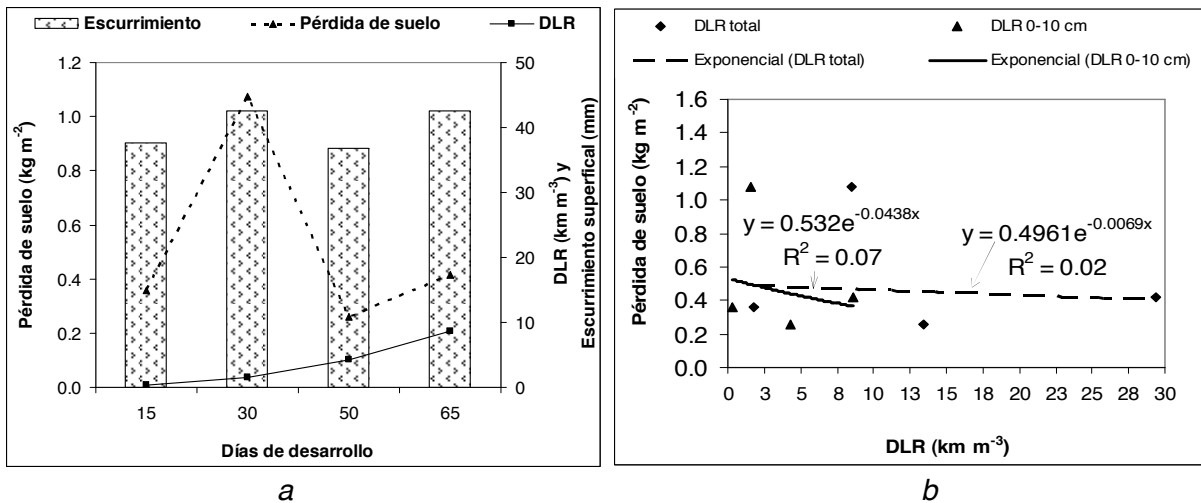 Escurrimiento Pérdida de suelo DLR
1.2
1.0
0.8
0.6
0.4
0.2
0.0
50
40
30
20
10
0
15 30 50 65
Pérdida de suelo (kg m-2)
DLR (km m-3) y
Escurrimiento superfical (mm)
Días de desarrollo
a
DLR total DLR 0-10 cm
Exponencial (DLR total) Exponencial (DLR 0-10 cm)
1.6
1.4
1.2
1.0
0.8
0.6
0.4
0.2
0.0
Pérdida de suelo (kg m-2)
y = 0.532e-0.0438x
R2 = 0.07
y = 0.4961e-0.0069x
R2 = 0.02
0 3 5 8 10 13 15 18 20 23 25 28 30
DLR (km m-3)
b